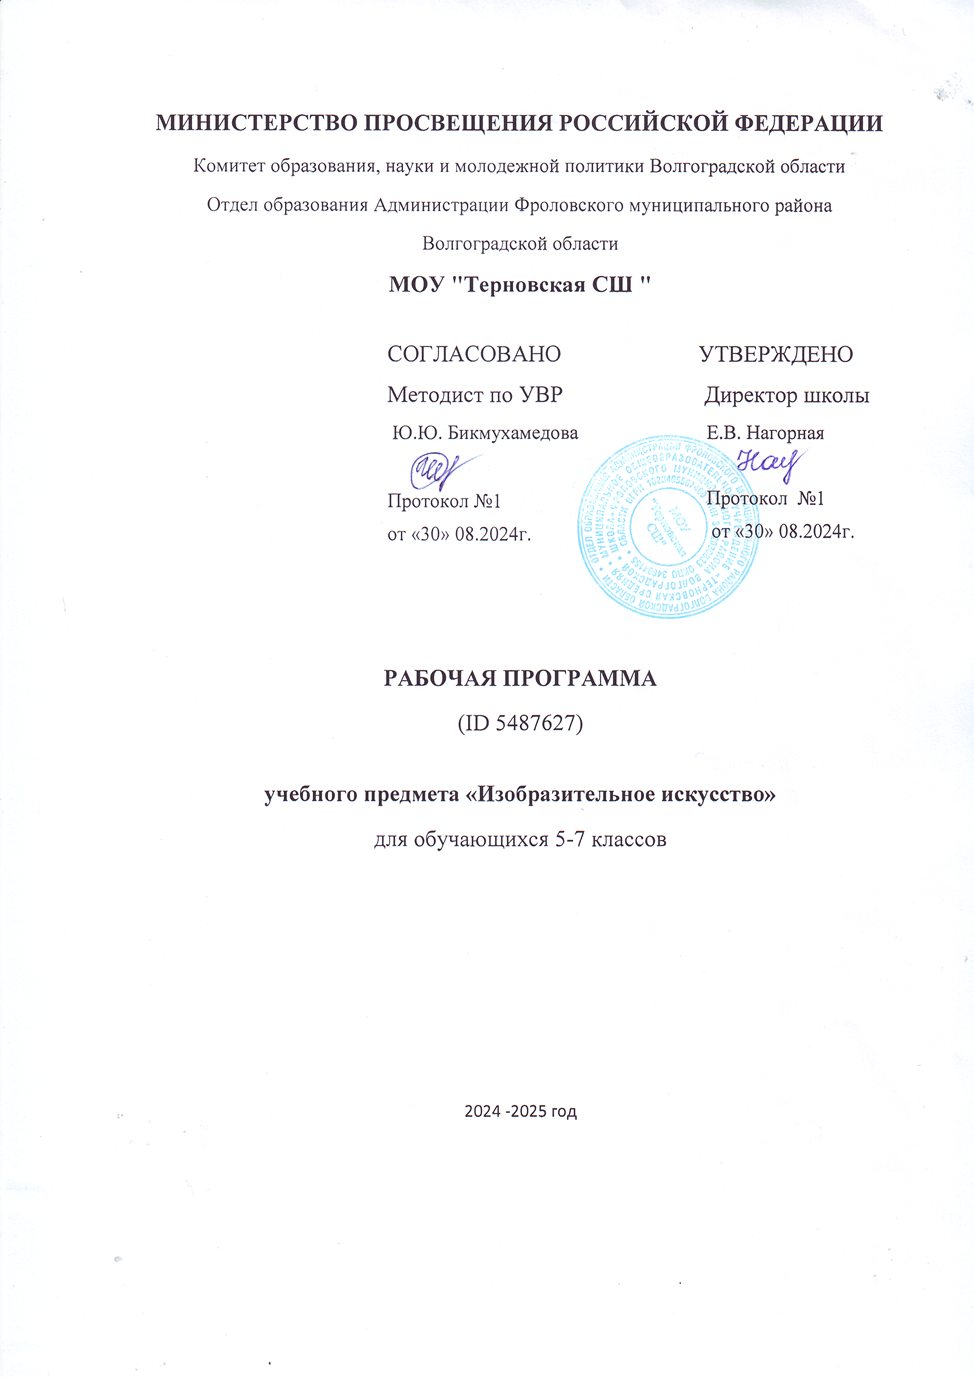 МИНИСТЕРСТВО ПРОСВЕЩЕНИЯ РОССИЙСКОЙ ФЕДЕРАЦИИ
Комитет образования, науки и молодежной политики Волгоградской области
Отдел образования Администрации Фроловского муниципального района
Волгоградской области
МОУ "Терновская СШ "
СОГЛАСОВАНО УТВЕРЖДЕНО
Методист по УВР Директор школы
Ю.Ю. Бикмухамедова Е.В. Нагорная
Протокол №1 Протокол №1
от «30» 08.2024г. от «30» 08.2024г.
МОУ
"Терновская
СШ"
РАБОЧАЯ ПРОГРАММА
(ID 5487627)
учебного предмета «Изобразительное искусство»
для обучающихся 5-7 классов
2024 -2025 год